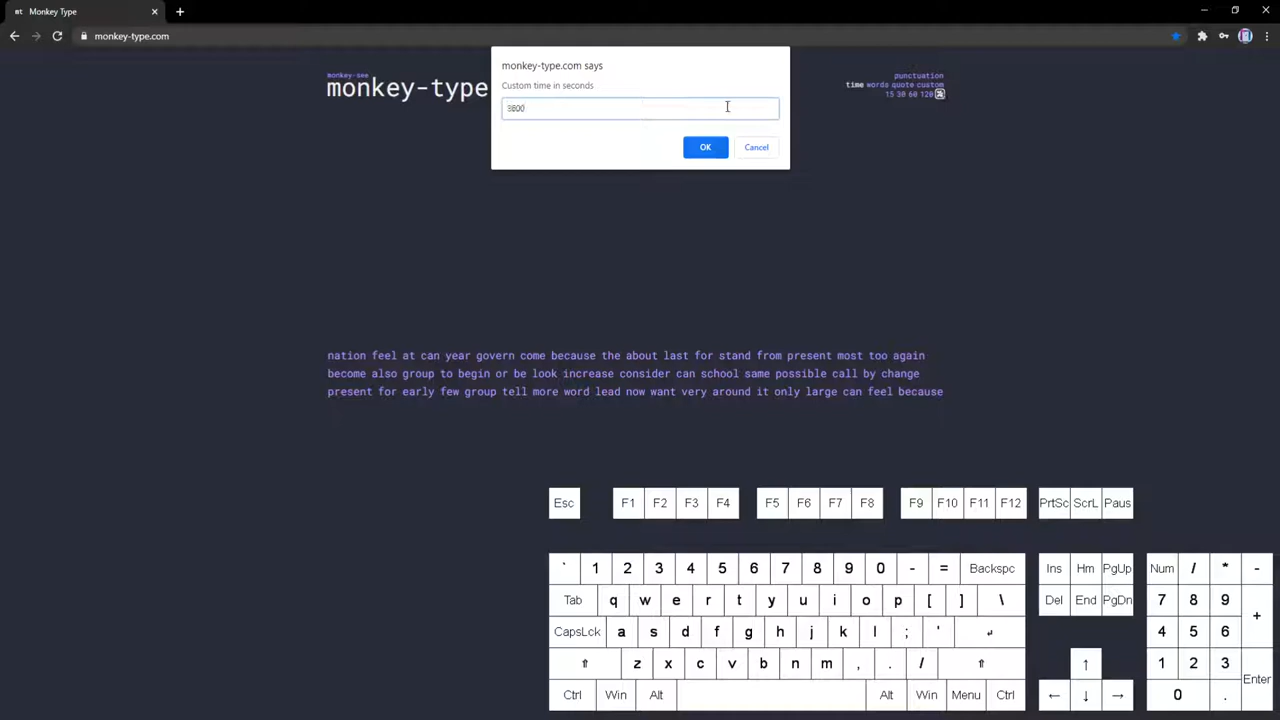 Monkey Type
monkey-type.com
monkey-type.com says
Custom time in seconds
3600
OK Cancel
monkey-see
monkey-type
punctuation
time words quote custom
15 30 60 120
nation feel at can year govern come because the about last for stand from present most too again
become also group to begin or be look increase consider can school same possible call by change
present for early few group tell more word lead now want very around it only large can feel because
Esc F1 F2 F3 F4 F5 F6 F7 F8 F9 F10 F11 F12 PrtSc ScrL Paus
` 1 2 3 4 5 6 7 8 9 0 - = Backspc Ins Hm PgUp Num / * -
Tab q w e r t y u i o p [ ] \ Del End PgDn 7 8 9 +
CapsLck a s d f g h j k l ; ' ↵ 4 5 6
⇧ z x c v b n m , . / ⇧ ↑ 1 2 3 Enter
Ctrl Win Alt Alt Win Menu Ctrl ← ↓ → 0 .